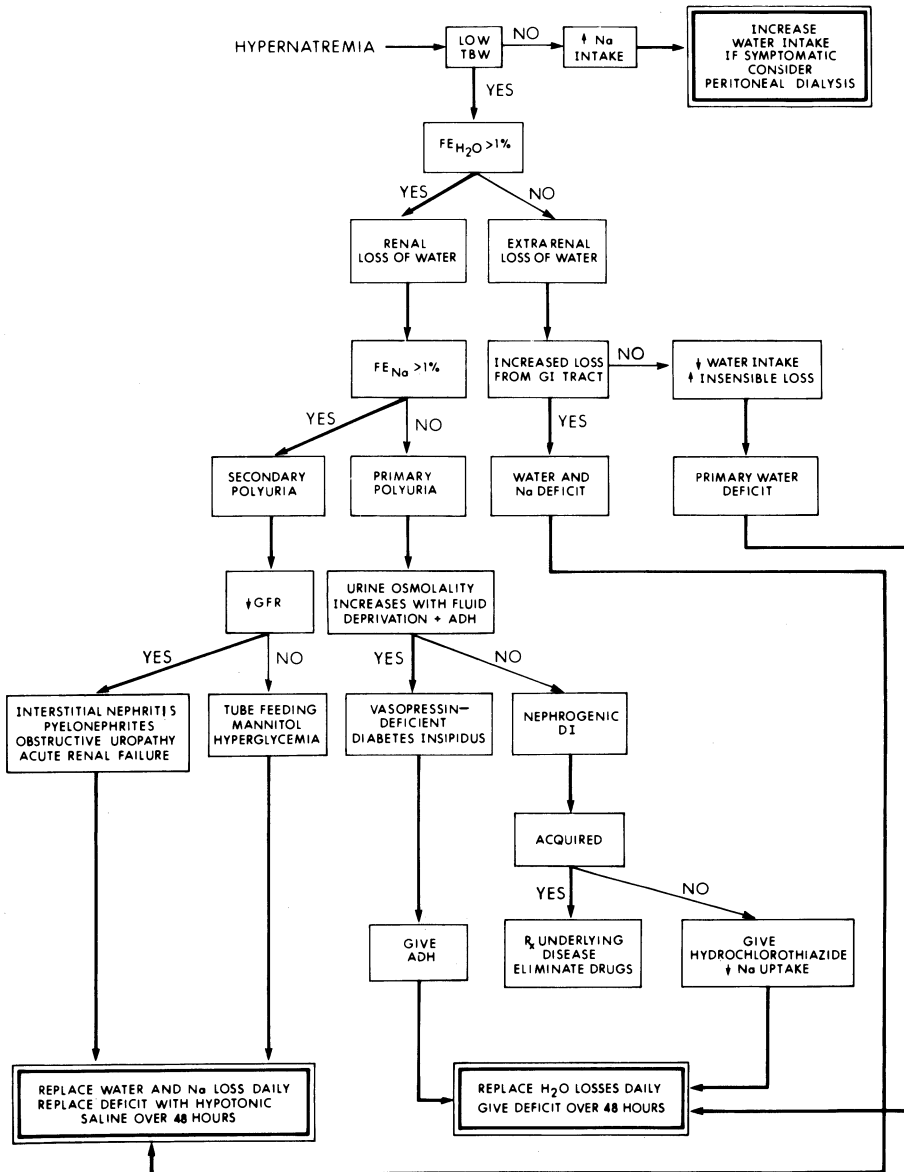 HYPERNATREMIA
LOW
TBW
NO
↑ Na
INTAKE
INCREASE
WATER INTAKE
IF SYMPTOMATIC
CONSIDER
PERITONEAL DIALYSIS
YES
FE H₂O >1%
YES
NO
RENAL
LOSS OF WATER
EXTRA RENAL
LOSS OF WATER
FE Na >1%
INCREASED LOSS
FROM GI TRACT
NO
↓ WATER INTAKE
↑ INSENSIBLE LOSS
YES
NO
YES
SECONDARY
POLYURIA
PRIMARY
POLYURIA
WATER AND
Na DEFICIT
PRIMARY WATER
DEFICIT
↓GFR
URINE OSMOLALITY
INCREASES WITH FLUID
DEPRIVATION + ADH
YES
NO
YES
NO
INTERSTITIAL NEPHRITIS
PYELONEPHRITES
OBSTRUCTIVE UROPATHY
ACUTE RENAL FAILURE
TUBE FEEDING
MANNITOL
HYPERGLYCEMIA
VASOPRESSIN—
DEFICIENT
DIABETES INSIPIDUS
NEPHROGENIC
DI
ACQUIRED
YES
NO
GIVE
ADH
Rx UNDERLYING
DISEASE
ELIMINATE DRUGS
GIVE
HYDROCHLOROTHIAZIDE
↓ Na UPTAKE
REPLACE WATER AND Na LOSS DAILY
REPLACE DEFICIT WITH HYPOTONIC
SALINE OVER 48 HOURS
REPLACE H₂O LOSSES DAILY
GIVE DEFICIT OVER 48 HOURS